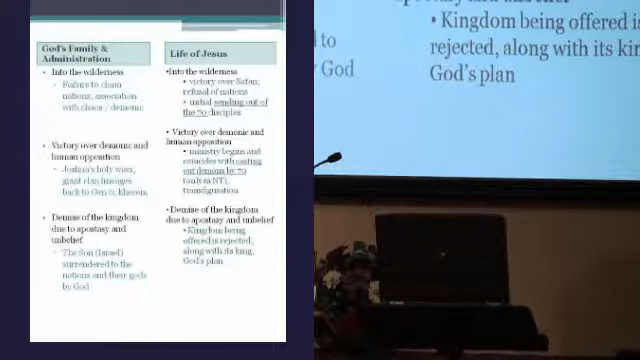 God's Family &
Administration
Into the wilderness
Failure to claim
nations, association
with chaos / demonic
Victory over demonic and
human opposition
Joshua's holy wars,
giant clan lineages
back to Gen 6; kherem
Demise of the kingdom
due to apostasy and
unbelief
The Son (Israel)
surrendered to the
nations and their gods
by God
Life of Jesus
•Into the wilderness
• victory over Satan;
refusal of nations
• initial sending out of
the 70 disciples
Victory over demonic and
human opposition
• ministry begins and
coincides with casting
out demons by 70
(only in NT),
transfiguration
•Demise of the kingdom
due to apostasy and unbelief
•Kingdom being
offered is rejected,
along with its king,
God's plan
to
God
• Kingdom being offered i
rejected, along with its ki
God's plan